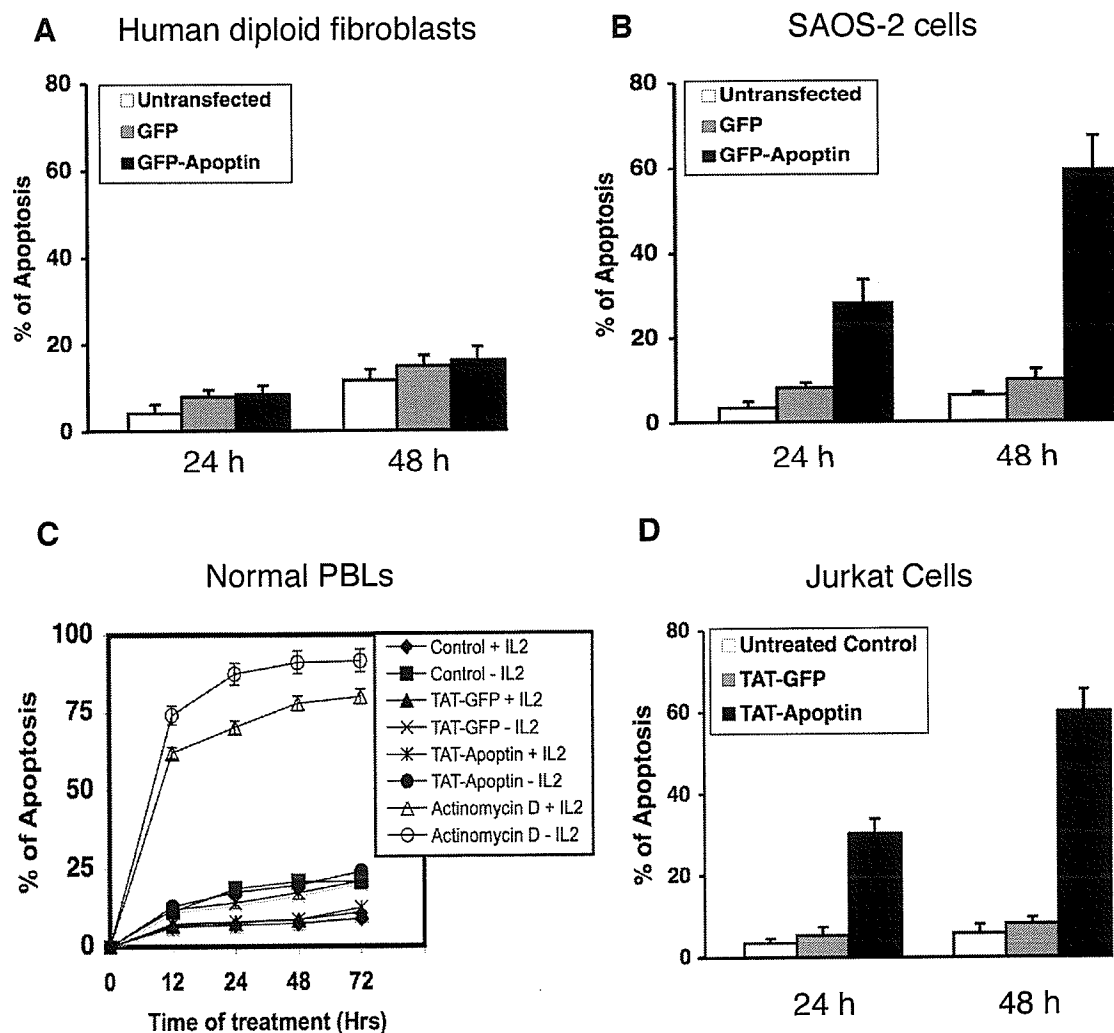 A
Human diploid fibroblasts
80
60
40
20
0
% of Apoptosis
Untransfected
GFP
GFP-Apoptin
24 h
48 h
B
SAOS-2 cells
80
60
40
20
0
% of Apoptosis
Untransfected
GFP
GFP-Apoptin
24 h
48 h
C
Normal PBLs
100
75
50
25
0
% of Apoptosis
Control + IL2
Control - IL2
TAT-GFP + IL2
TAT-GFP - IL2
TAT-Apoptin + IL2
TAT-Apoptin - IL2
Actinomycin D + IL2
Actinomycin D - IL2
0 12 24 48 72
Time of treatment (Hrs)
D
Jurkat Cells
80
60
40
20
0
% of Apoptosis
Untreated Control
TAT-GFP
TAT-Apoptin
24 h
48 h